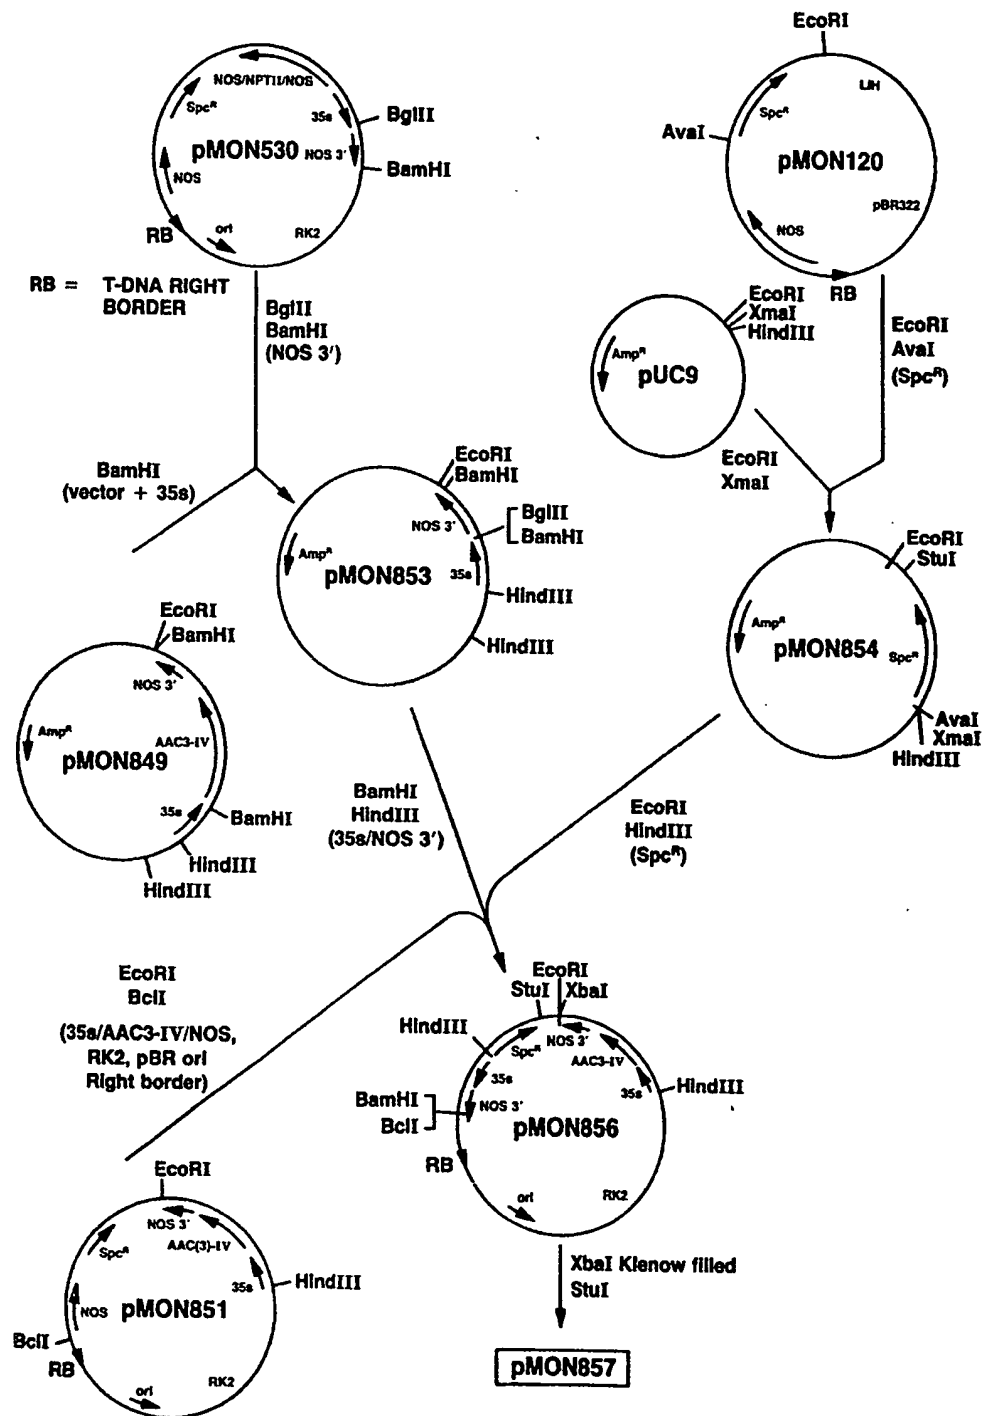 NOS/NPTII/NOS
Spc^R
35s
BglII
pMON530
NOS 3'
BamHI
NOS
RB
ori
RK2
RB = T-DNA RIGHT
BORDER
BglII
BamHI
(NOS 3')
EcoRI
LIH
Spc^R
AvaI
pMON120
pBR322
NOS
RB
EcoRI
XmaI
HindIII
Amp^R
pUC9
EcoRI
AvaI
(Spc^R)
EcoRI
XmaI
BamHI
(vector + 35s)
EcoRI
BamHI
NOS 3'
BglII
BamHI
Amp^R
pMON853
35s
HindIII
HindIII
EcoRI
StuI
Amp^R
pMON854
Spc^R
AvaI
XmaI
HindIII
EcoRI
BamHI
NOS 3'
Amp^R
AAC3-IV
pMON849
35s
BamHI
HindIII
HindIII
BamHI
HindIII
(35s/NOS 3')
EcoRI
HindIII
(Spc^R)
EcoRI
BclI
(35s/AAC3-IV/NOS,
RK2, pBR ori
Right border)
EcoRI
StuI
XbaI
HindIII
Spc^R
NOS 3'
AAC3-IV
35s
35s
HindIII
BamHI
BclI
NOS 3'
pMON856
RB
ori
RK2
EcoRI
NOS 3'
Spc^R
AAC(3)-IV
35s
HindIII
NOS
pMON851
BclI
RB
ori
RK2
XbaI Klenow filled
StuI
pMON857